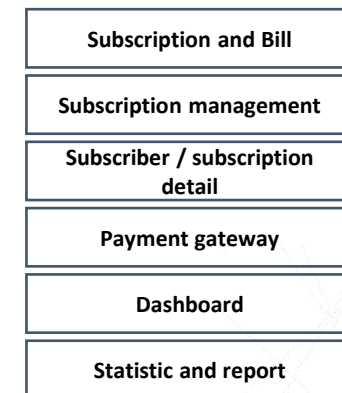 Subscription and Bill
Subscription management
Subscriber / subscription
detail
Payment gateway
Dashboard
Statistic and report